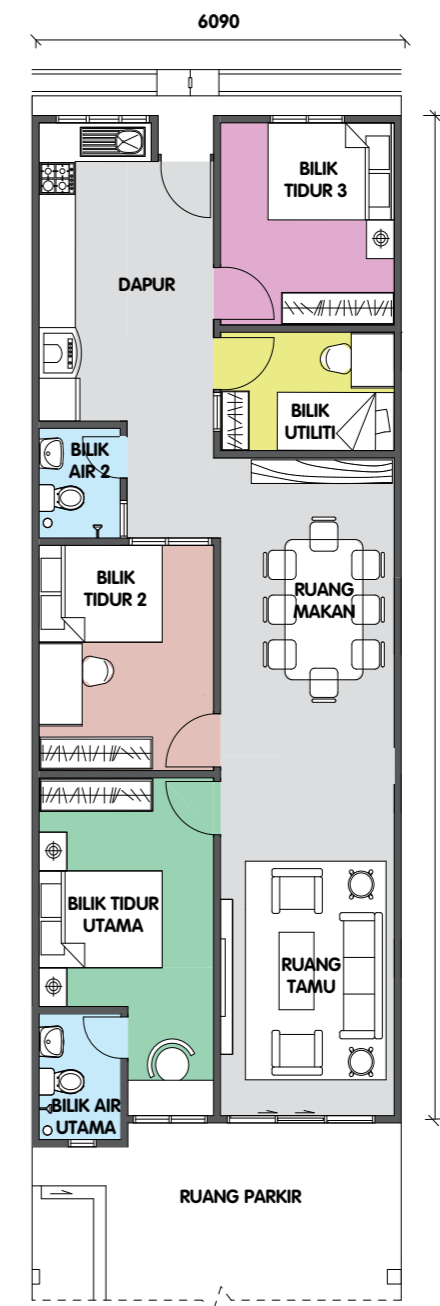 6090
BILIK
TIDUR 3
DAPUR
BILIK
UTILITI
BILIK
AIR 2
BILIK
TIDUR 2
RUANG
MAKAN
BILIK TIDUR
UTAMA
RUANG
TAMU
BILIK AIR
UTAMA
RUANG PARKIR